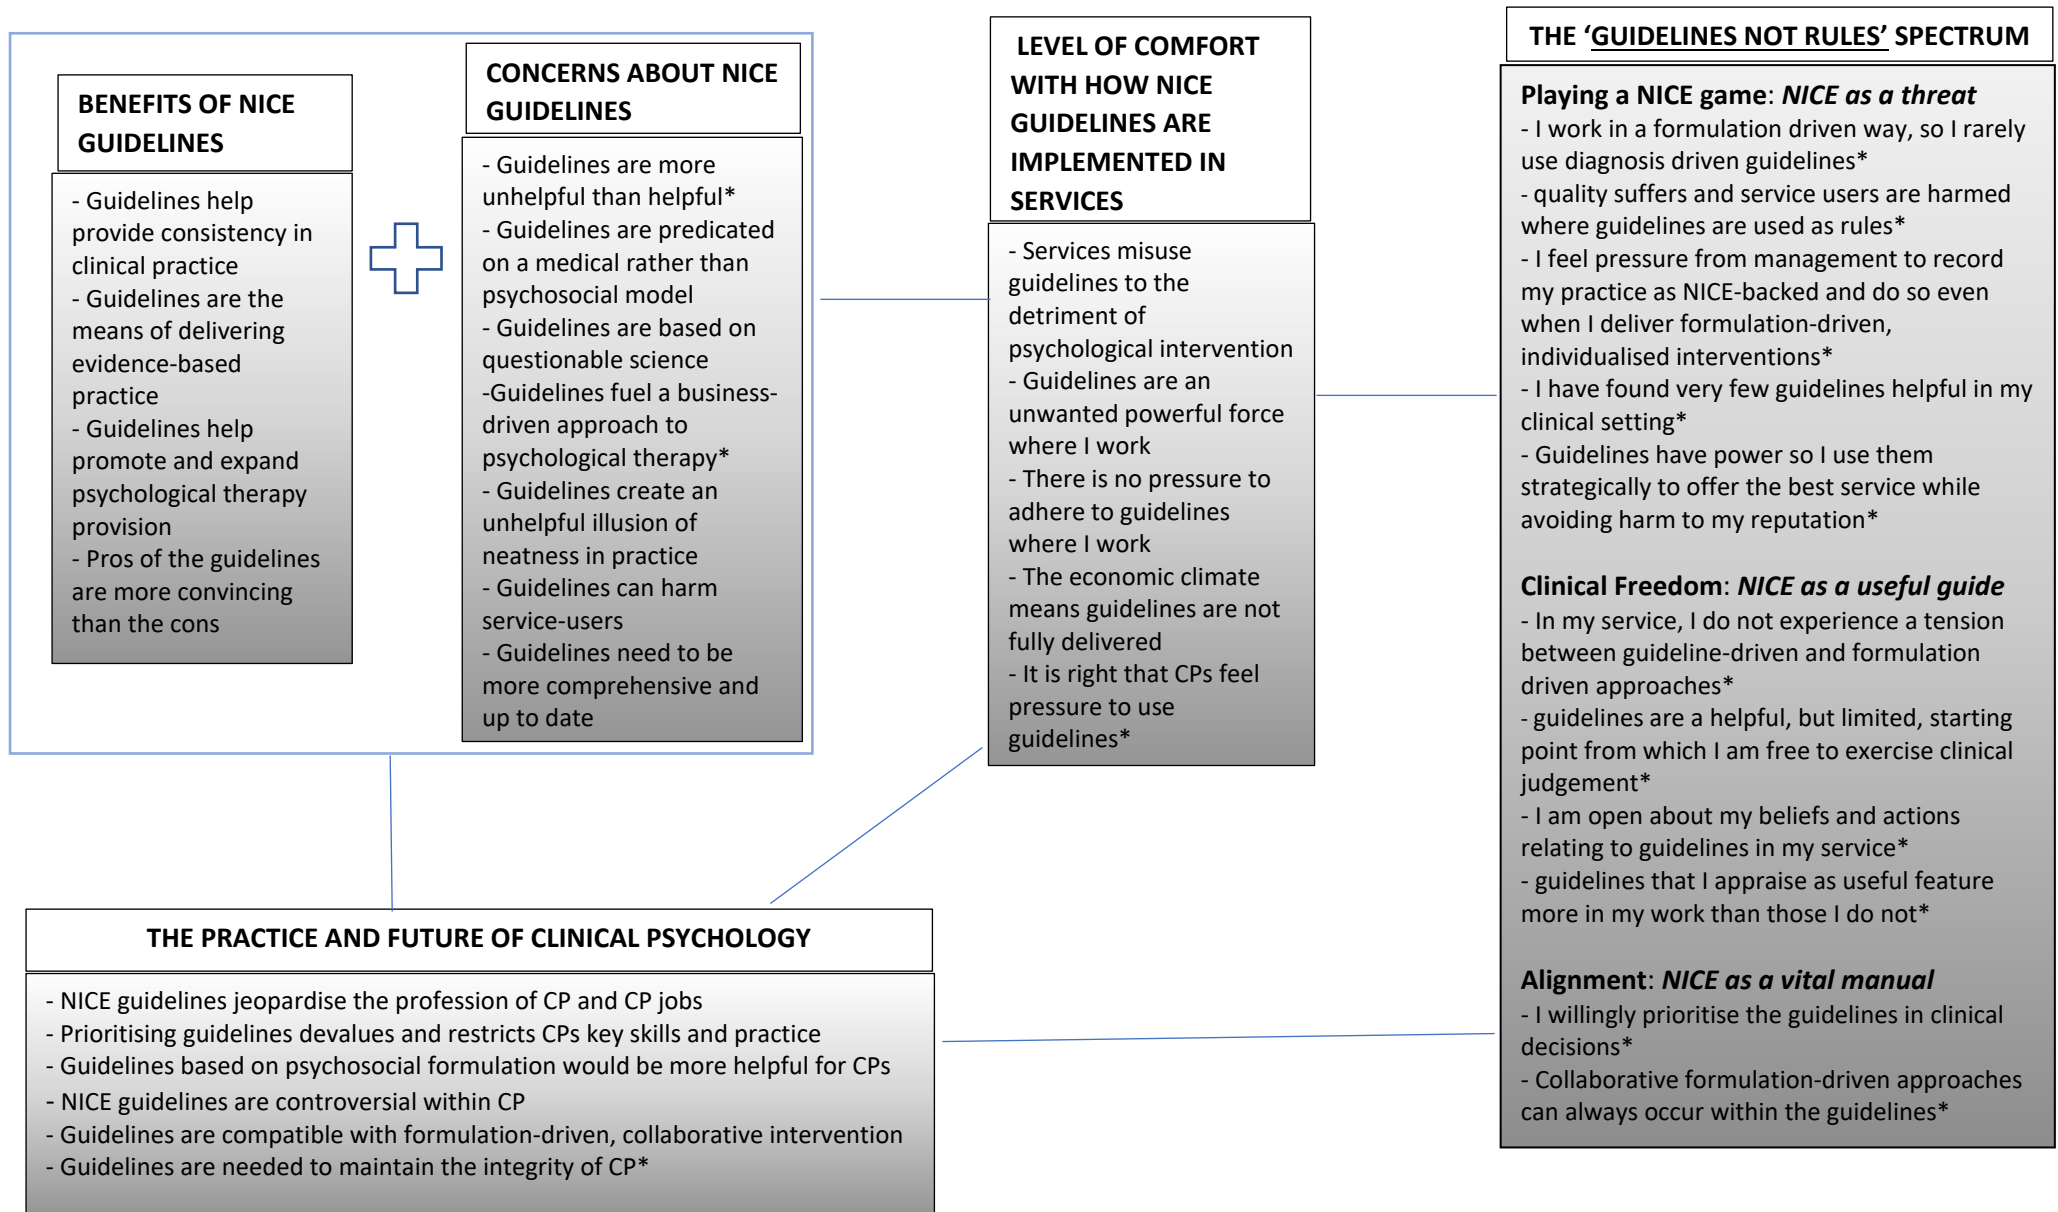 BENEFITS OF NICE
GUIDELINES
- Guidelines help
provide consistency in
clinical practice
- Guidelines are the
means of delivering
evidence-based
practice
- Guidelines help
promote and expand
psychological therapy
provision
- Pros of the guidelines
are more convincing
than the cons
CONCERNS ABOUT NICE
GUIDELINES
- Guidelines are more
unhelpful than helpful*
- Guidelines are predicated
on a medical rather than
psychosocial model
- Guidelines are based on
questionable science
-Guidelines fuel a business-
driven approach to
psychological therapy*
- Guidelines create an
unhelpful illusion of
neatness in practice
- Guidelines can harm
service-users
- Guidelines need to be
more comprehensive and
up to date
LEVEL OF COMFORT
WITH HOW NICE
GUIDELINES ARE
IMPLEMENTED IN
SERVICES
- Services misuse
guidelines to the
detriment of
psychological intervention
- Guidelines are an
unwanted powerful force
where I work
- There is no pressure to
adhere to guidelines
where I work
- The economic climate
means guidelines are not
fully delivered
- It is right that CPs feel
pressure to use
guidelines*
THE ‘GUIDELINES NOT RULES’ SPECTRUM
Playing a NICE game: NICE as a threat
- I work in a formulation driven way, so I rarely
use diagnosis driven guidelines*
- quality suffers and service users are harmed
where guidelines are used as rules*
- I feel pressure from management to record
my practice as NICE-backed and do so even
when I deliver formulation-driven,
individualised interventions*
- I have found very few guidelines helpful in my
clinical setting*
- Guidelines have power so I use them
strategically to offer the best service while
avoiding harm to my reputation*
Clinical Freedom: NICE as a useful guide
- In my service, I do not experience a tension
between guideline-driven and formulation
driven approaches*
- guidelines are a helpful, but limited, starting
point from which I am free to exercise clinical
judgement*
- I am open about my beliefs and actions
relating to guidelines in my service*
- guidelines that I appraise as useful feature
more in my work than those I do not*
Alignment: NICE as a vital manual
- I willingly prioritise the guidelines in clinical
decisions*
- Collaborative formulation-driven approaches
can always occur within the guidelines*
THE PRACTICE AND FUTURE OF CLINICAL PSYCHOLOGY
- NICE guidelines jeopardise the profession of CP and CP jobs
- Prioritising guidelines devalues and restricts CPs key skills and practice
- Guidelines based on psychosocial formulation would be more helpful for CPs
- NICE guidelines are controversial within CP
- Guidelines are compatible with formulation-driven, collaborative intervention
- Guidelines are needed to maintain the integrity of CP*